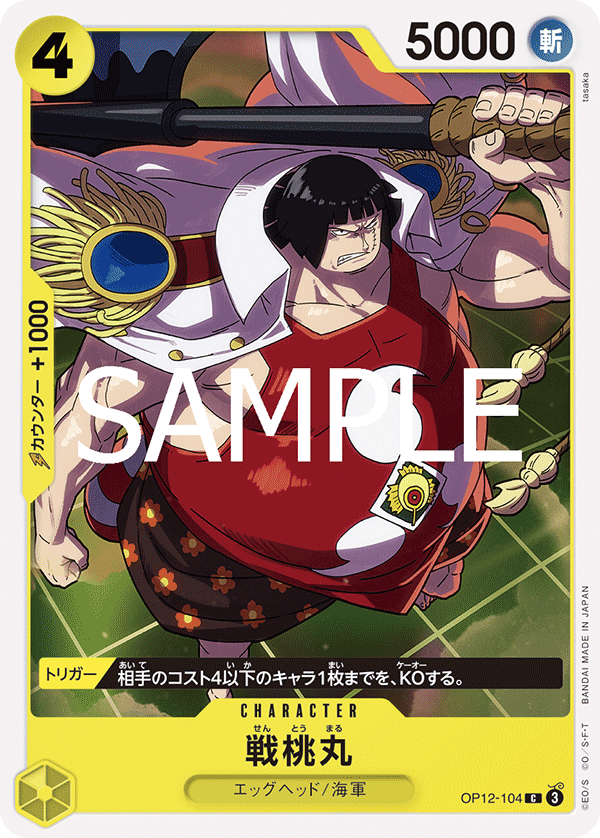 4
5000
斬
tasaka
カウンター +1000
SAMPLE
トリガー
相手のコスト4以下のキャラ1枚までを、KOする。
あいて いか まい ケーオー
CHARACTER
せん とう まる
戦桃丸
エッグヘッド/海軍
OP12-104 C 3
©EO/S ©O/S・F・T BANDAI MADE IN JAPAN